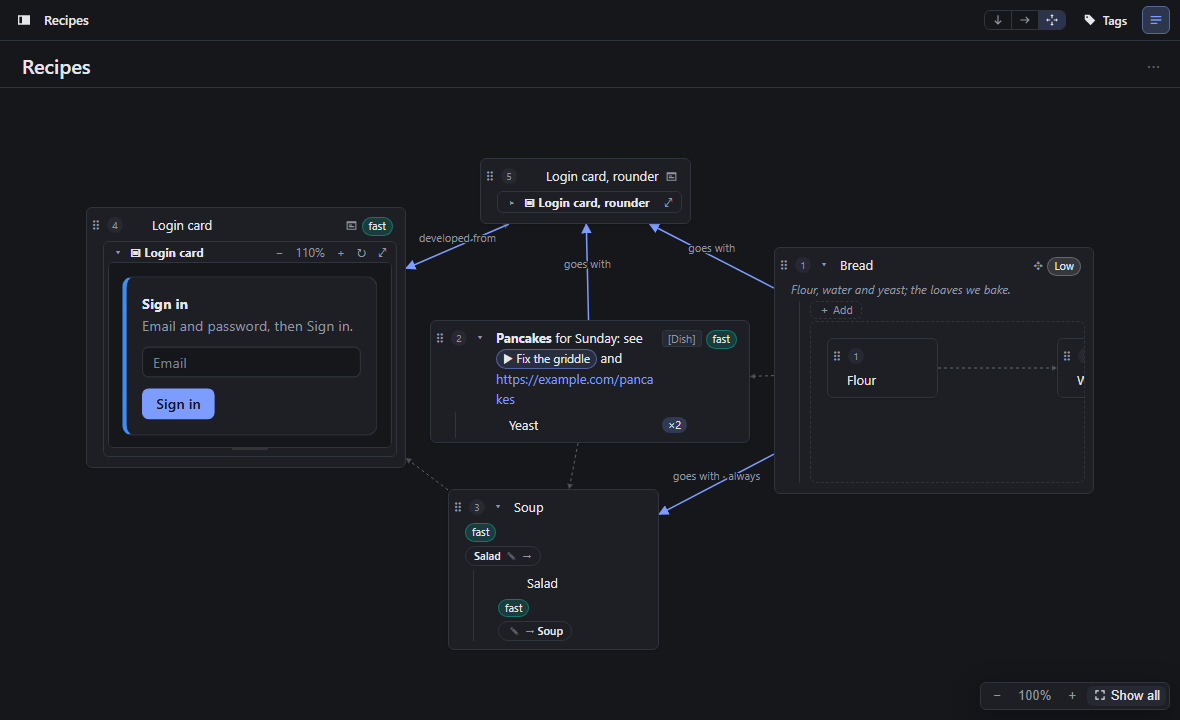 Recipes
Tags
Recipes
5
Login card, rounder
Login card, rounder
4
Login card
fast
Login card
− 110% +
Sign in
Email and password, then Sign in.
Email
Sign in
developed from
goes with
goes with
1
Bread
Low
Flour, water and yeast; the loaves we bake.
+ Add
1
Flour
2
Pancakes for Sunday: see
[Dish]
fast
Fix the griddle and
https://example.com/panca
kes
Yeast
×2
goes with · always
3
Soup
fast
Salad →
Salad
fast
→ Soup
− 100% +
Show all